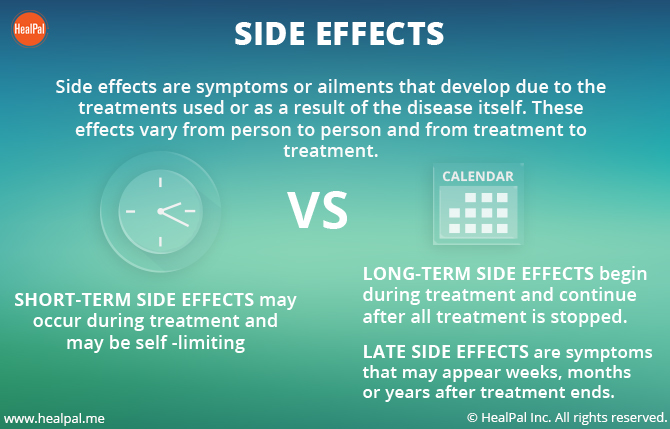 HealPal
SIDE EFFECTS
Side effects are symptoms or ailments that develop due to the
treatments used or as a result of the disease itself. These
effects vary from person to person and from treatment to
treatment.
VS
CALENDAR
SHORT-TERM SIDE EFFECTS may
occur during treatment and
may be self -limiting
LONG-TERM SIDE EFFECTS begin
during treatment and continue
after all treatment is stopped.
LATE SIDE EFFECTS are symptoms
that may appear weeks, months
or years after treatment ends.
www.healpal.me
© HealPal Inc. All rights reserved.